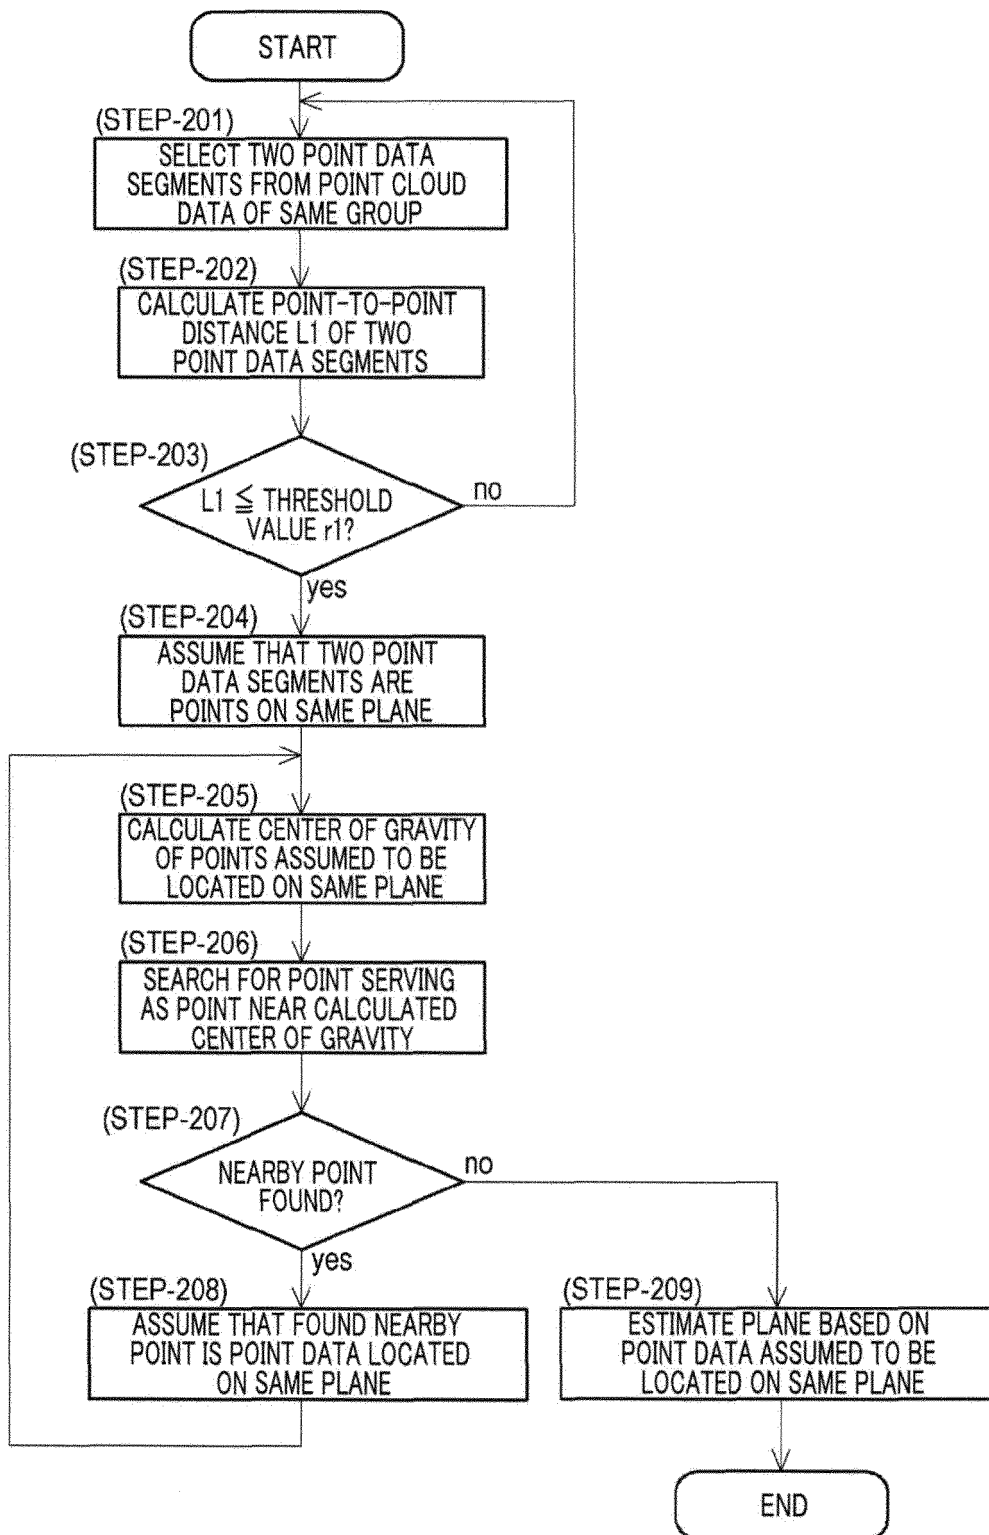 START
(STEP-201)
SELECT TWO POINT DATA
SEGMENTS FROM POINT CLOUD
DATA OF SAME GROUP
(STEP-202)
CALCULATE POINT-TO-POINT
DISTANCE L1 OF TWO
POINT DATA SEGMENTS
(STEP-203)
L1 ≦ THRESHOLD
VALUE r1?
no
yes
(STEP-204)
ASSUME THAT TWO POINT
DATA SEGMENTS ARE
POINTS ON SAME PLANE
(STEP-205)
CALCULATE CENTER OF GRAVITY
OF POINTS ASSUMED TO BE
LOCATED ON SAME PLANE
(STEP-206)
SEARCH FOR POINT SERVING
AS POINT NEAR CALCULATED
CENTER OF GRAVITY
(STEP-207)
NEARBY POINT
FOUND?
no
yes
(STEP-208)
ASSUME THAT FOUND NEARBY
POINT IS POINT DATA LOCATED
ON SAME PLANE
(STEP-209)
ESTIMATE PLANE BASED ON
POINT DATA ASSUMED TO BE
LOCATED ON SAME PLANE
END